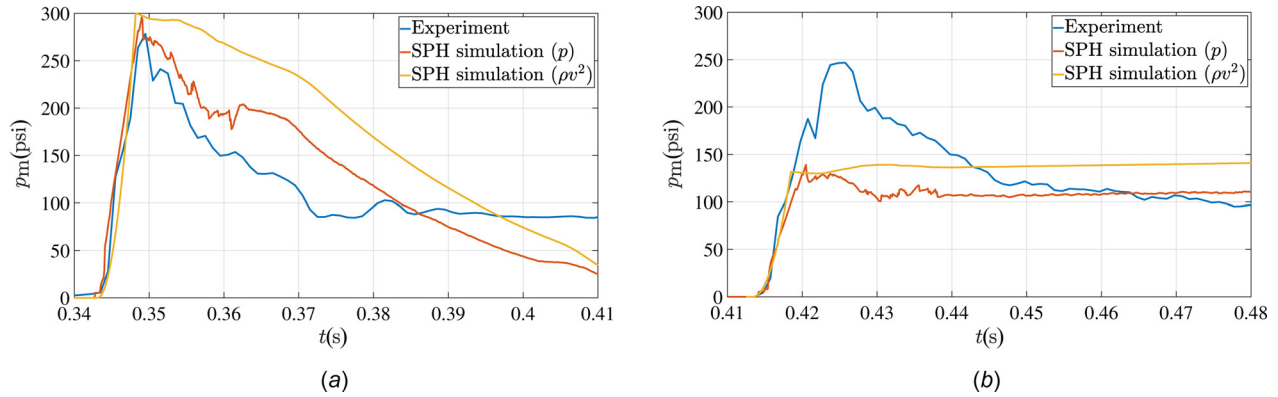 300
250
200
150
100
50
0
p_m(psi)
Experiment
SPH simulation (p)
SPH simulation (ρv²)
0.34 0.35 0.36 0.37 0.38 0.39 0.4 0.41
t(s)
(a)
300
250
200
150
100
50
0
p_m(psi)
Experiment
SPH simulation (p)
SPH simulation (ρv²)
0.41 0.42 0.43 0.44 0.45 0.46 0.47 0.48
t(s)
(b)